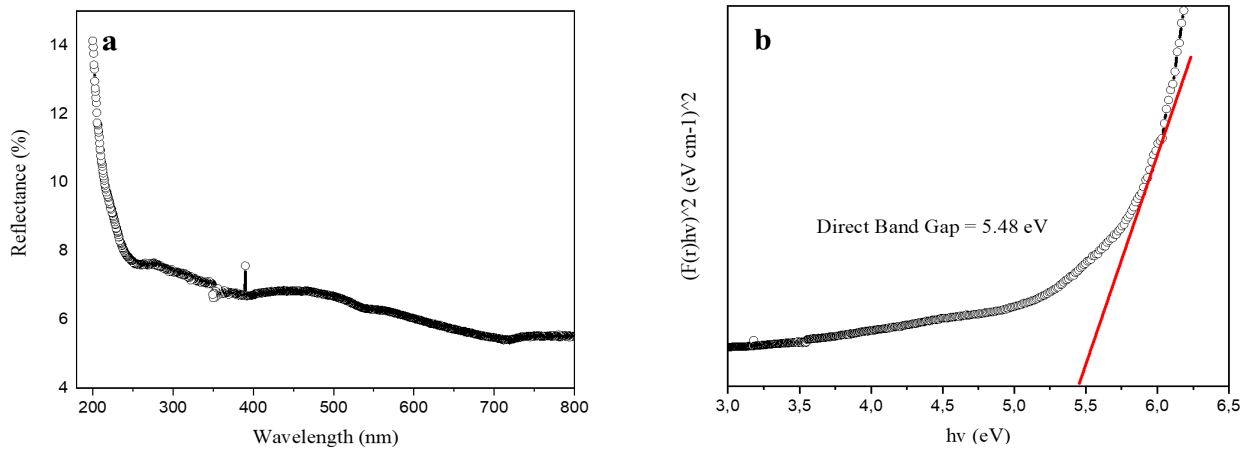 a
14
12
10
8
6
4
Reflectance (%)
200 300 400 500 600 700 800
Wavelength (nm)
b
(F(r)hv)^2 (eV cm-1)^2
Direct Band Gap = 5.48 eV
3,0 3,5 4,0 4,5 5,0 5,5 6,0 6,5
hv (eV)